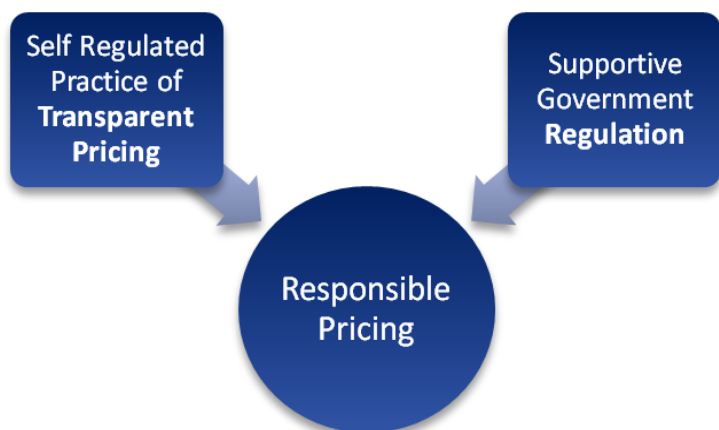 Self Regulated
Practice of
Transparent
Pricing
Supportive
Government
Regulation
Responsible
Pricing